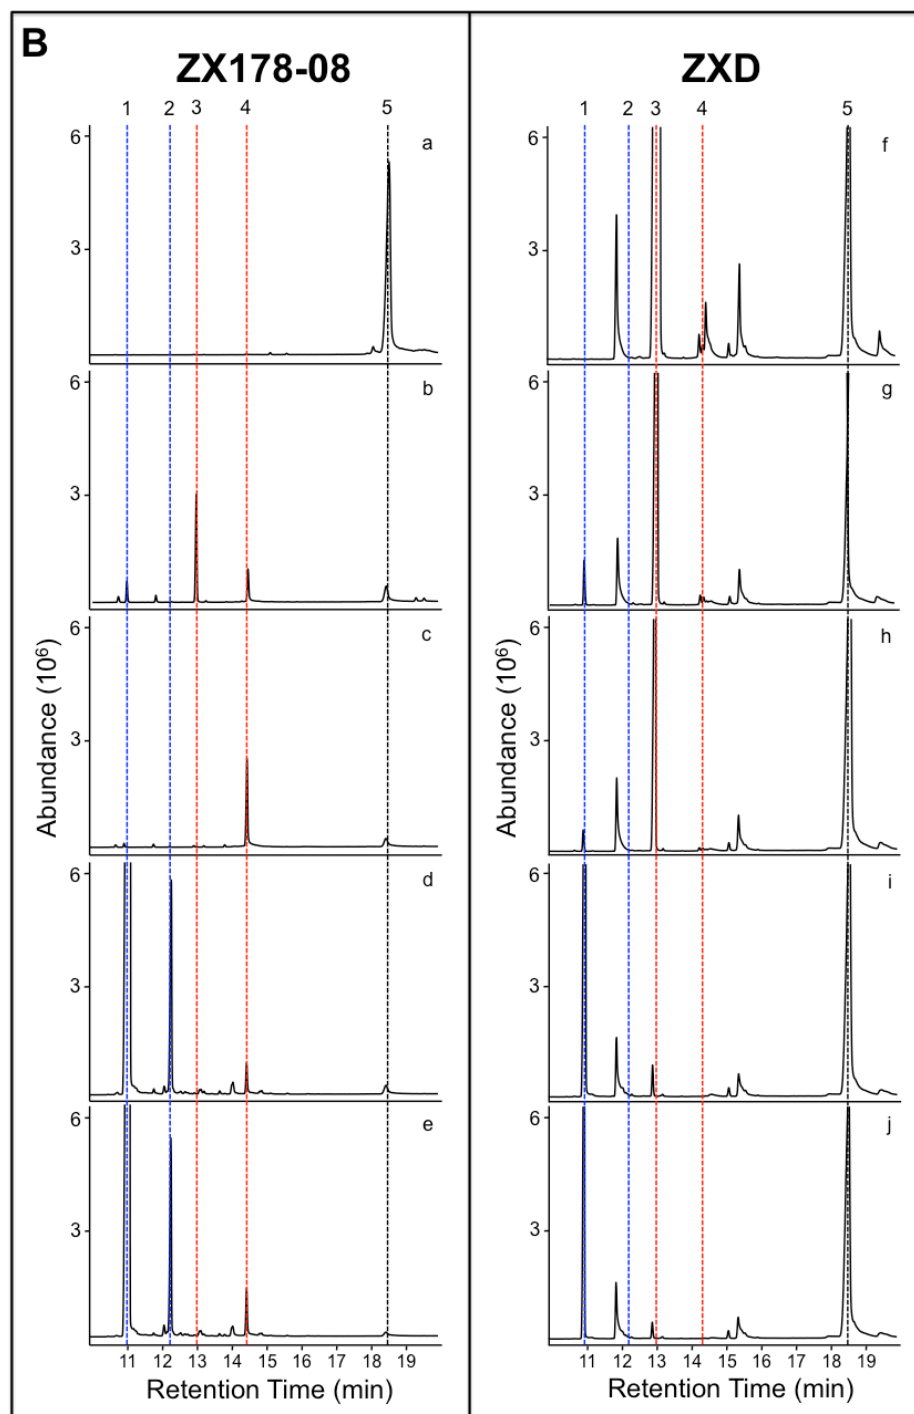 B
ZX178-08
ZXD
1 2 3 4 5
1 2 3 4 5
6
3
a
6
3
f
6
3
b
6
3
g
6
3
c
6
3
h
6
3
d
6
3
i
6
3
e
6
3
j
Abundance (10⁶)
Abundance (10⁶)
11 12 13 14 15 16 17 18 19
11 12 13 14 15 16 17 18 19
Retention Time (min)
Retention Time (min)